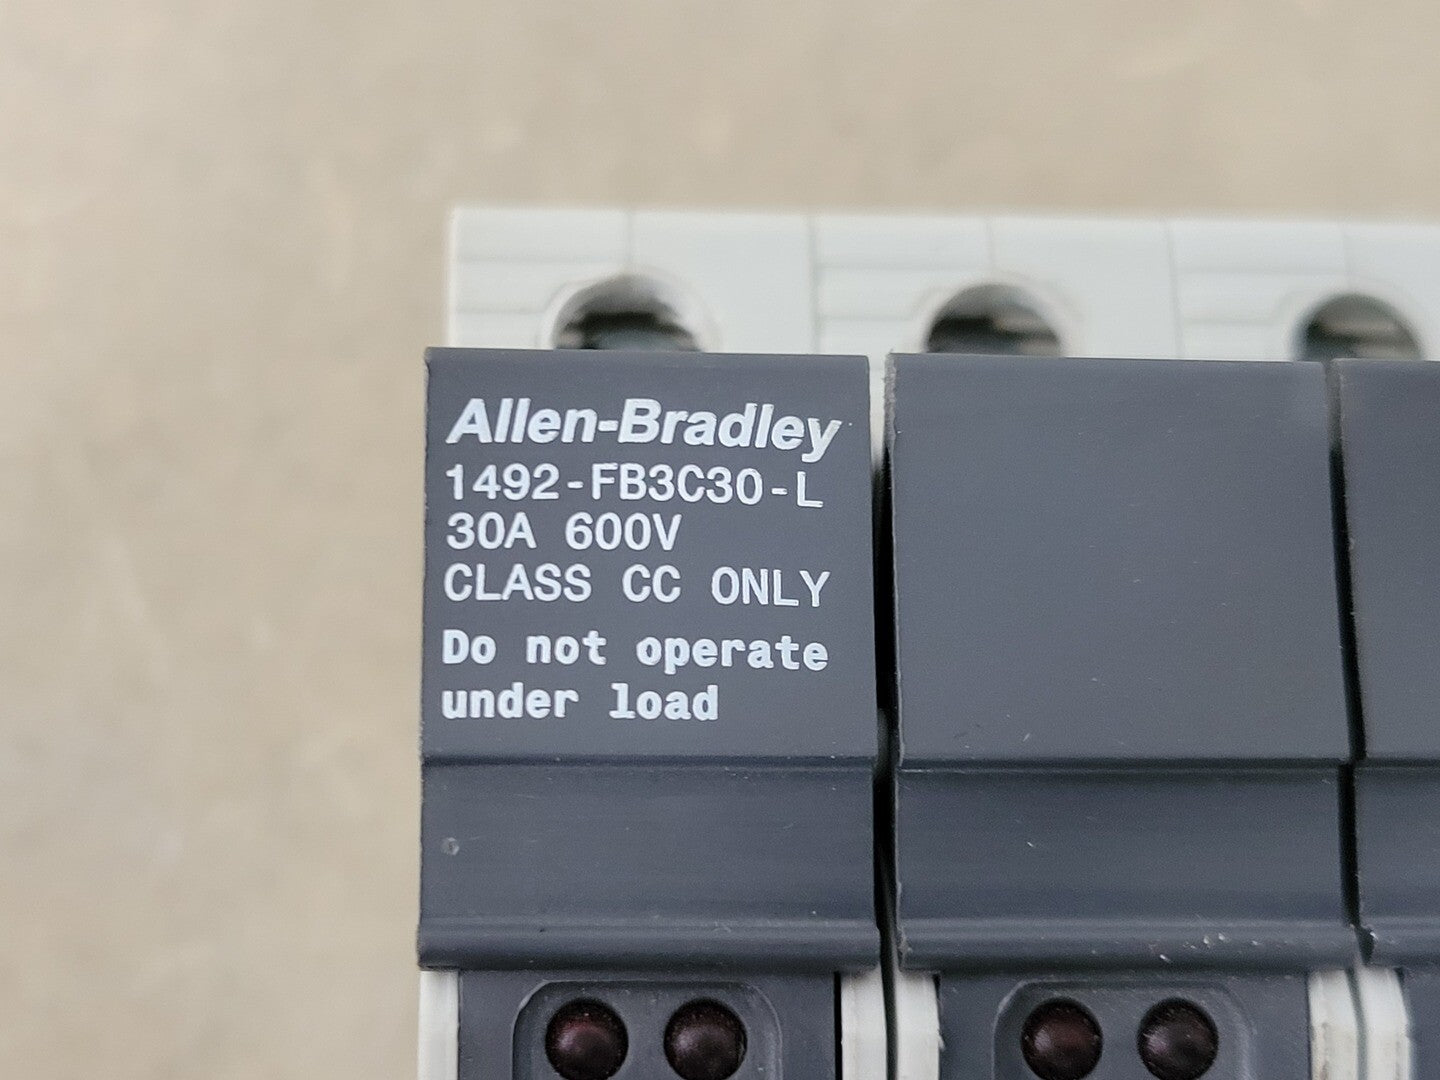 Allen-Bradley
1492-FB3C30-L
30A 600V
CLASS CC ONLY
Do not operate
under load